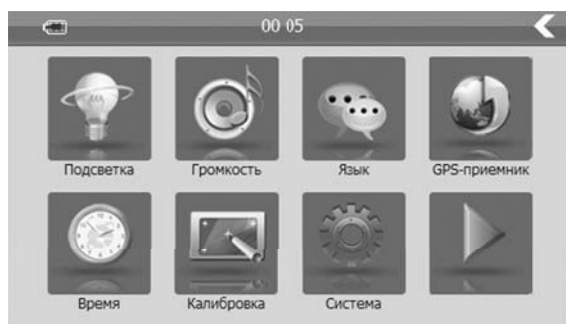 00 05
Подсветка Громкость Язык GPS-приемник
Время Калибровка Система